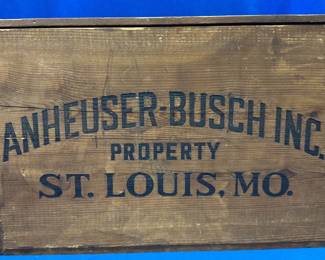 ANHEUSER-BUSCH INC.
PROPERTY
ST. LOUIS, MO.